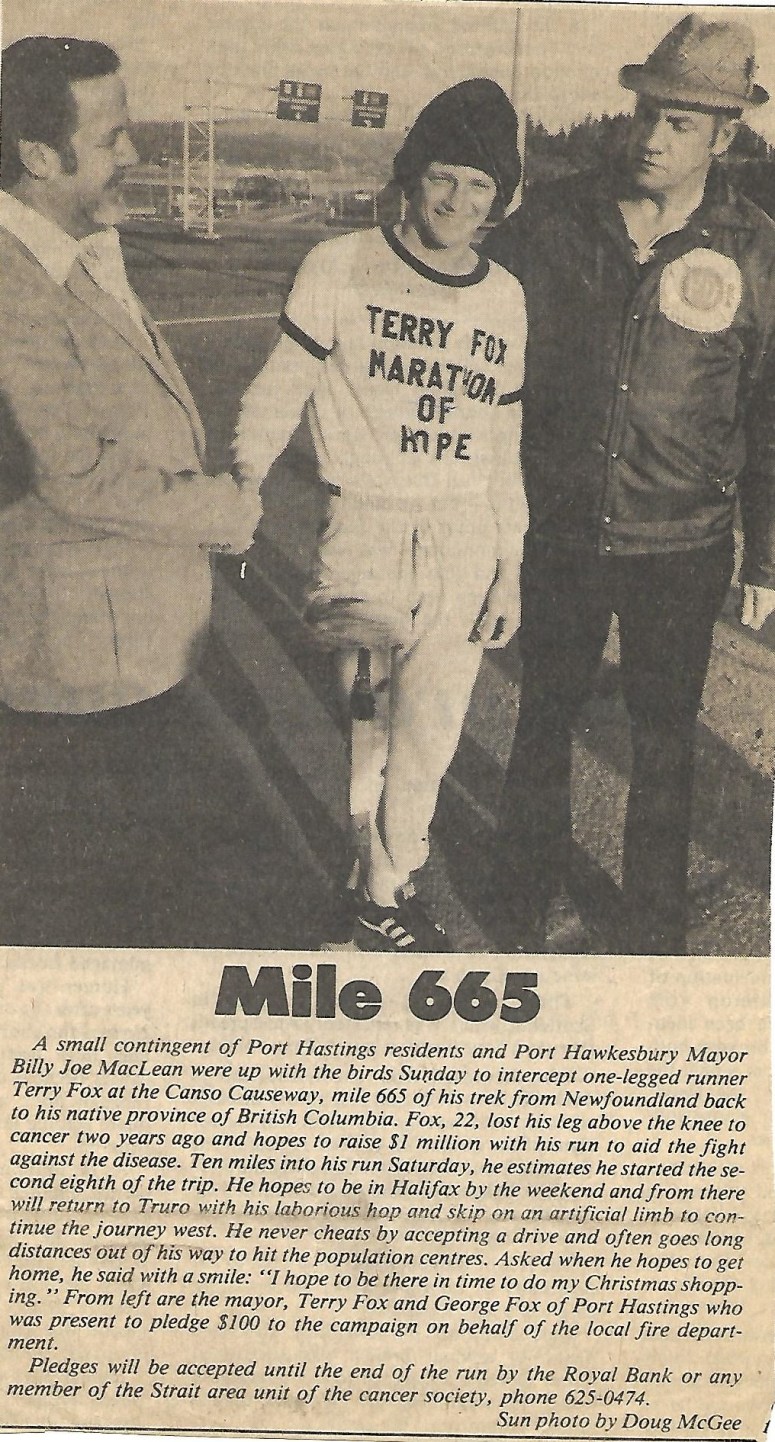 TERRY FOX
MARATHON
OF
HOPE
Mile 665
A small contingent of Port Hastings residents and Port Hawkesbury Mayor
Billy Joe MacLean were up with the birds Sunday to intercept one-legged runner
Terry Fox at the Canso Causeway, mile 665 of his trek from Newfoundland back
to his native province of British Columbia. Fox, 22, lost his leg above the knee to
cancer two years ago and hopes to raise $1 million with his run to aid the fight
against the disease. Ten miles into his run Saturday, he estimates he started the se-
cond eighth of the trip. He hopes to be in Halifax by the weekend and from there
will return to Truro with his laborious hop and skip on an artificial limb to con-
tinue the journey west. He never cheats by accepting a drive and often goes long
distances out of his way to hit the population centres. Asked when he hopes to get
home, he said with a smile: “I hope to be there in time to do my Christmas shopp-
ing.” From left are the mayor, Terry Fox and George Fox of Port Hastings who
was present to pledge $100 to the campaign on behalf of the local fire depart-
ment.
Pledges will be accepted until the end of the run by the Royal Bank or any
member of the Strait area unit of the cancer society, phone 625-0474.
Sun photo by Doug McGee